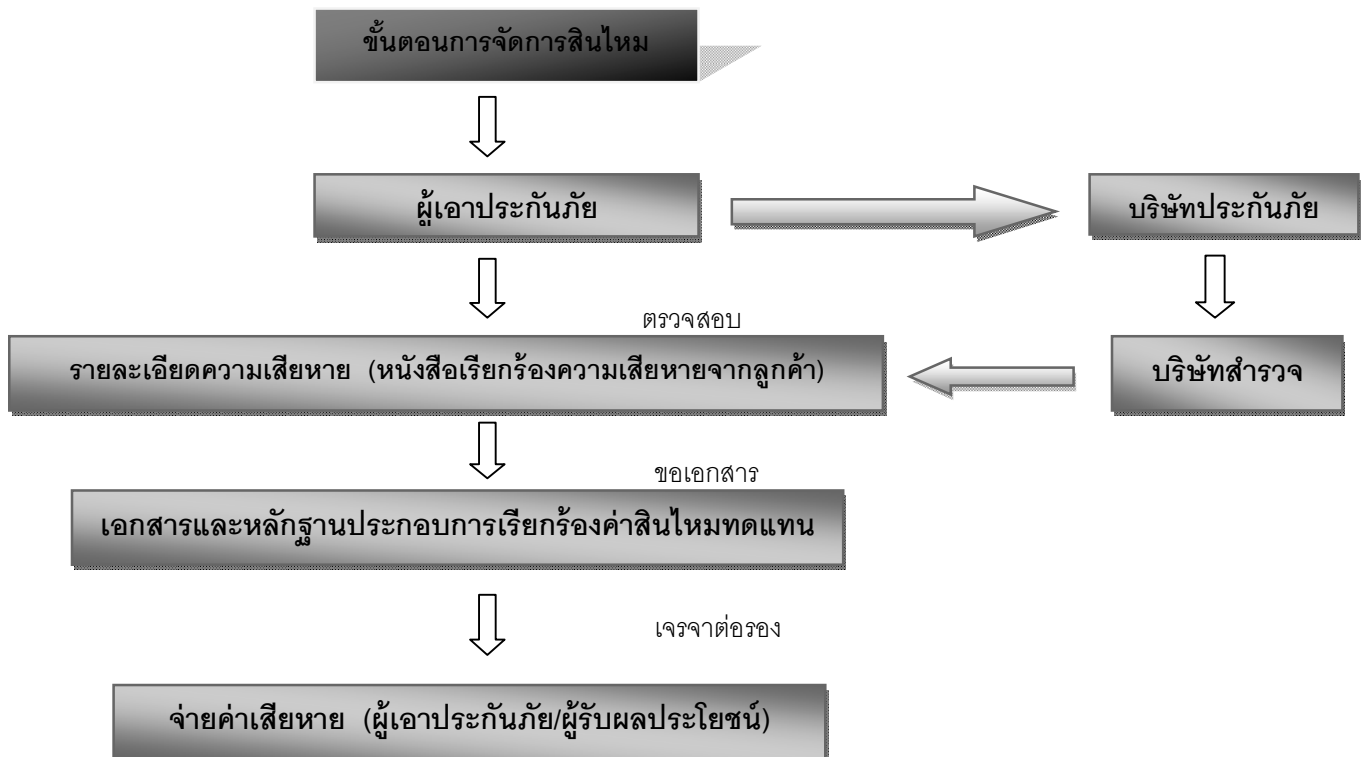 ขั้นตอนการจัดการสินไหม
ผู้เอาประกันภัย
บริษัทประกันภัย
ตรวจสอบ
รายละเอียดความเสียหาย (หนังสือเรียกร้องความเสียหายจากลูกค้า)
บริษัทสำรวจ
ขอเอกสาร
เอกสารและหลักฐานประกอบการเรียกร้องค่าสินไหมทดแทน
เจรจาต่อรอง
จ่ายค่าเสียหาย (ผู้เอาประกันภัย/ผู้รับผลประโยชน์)